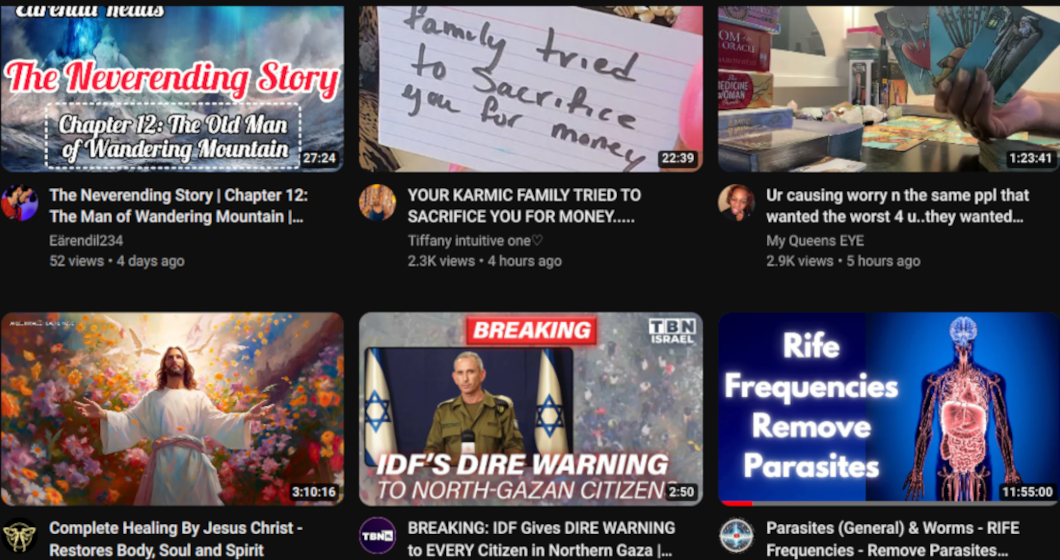 Eärendil Reads
The Neverending Story
Chapter 12: The Old Man
of Wandering Mountain
27:24
The Neverending Story | Chapter 12:
The Man of Wandering Mountain |...
Eärendil234
52 views • 4 days ago
family tried
to Sacrifice
you for money
22:39
YOUR KARMIC FAMILY TRIED TO
SACRIFICE YOU FOR MONEY.....
Tiffany intuitive one♡
2.3K views • 4 hours ago
ORACLE
MEDICINE
WOMAN
1:23:41
Ur causing worry n the same ppl that
wanted the worst 4 u..they wanted...
My Queens EYE
2.9K views • 5 hours ago
3:10:16
Complete Healing By Jesus Christ -
Restores Body, Soul and Spirit
BREAKING
TBN
ISRAEL
IDF'S DIRE WARNING
TO NORTH-GAZAN CITIZEN
2:50
TBN
BREAKING: IDF Gives DIRE WARNING
to EVERY Citizen in Northern Gaza |...
Rife
Frequencies
Remove
Parasites
11:55:00
Parasites (General) & Worms - RIFE
Frequencies - Remove Parasites...